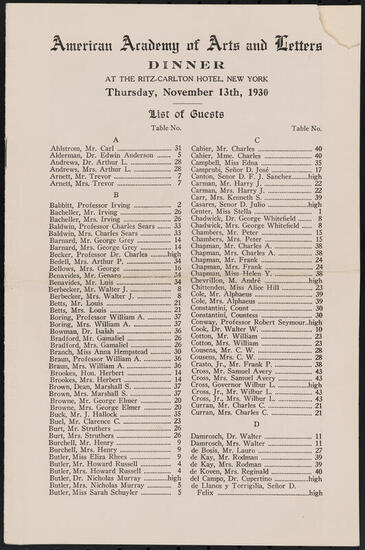 American Academy of Arts and Letters
DINNER
AT THE RITZ-CARLTON HOTEL, NEW YORK
Thursday, November 13th, 1930
List of Guests
Table No.
A
Ahlstrom, Mr. Carl 31
Alderman, Dr. Edwin Anderson 5
Andrews, Dr. Arthur L. 28
Andrews, Mrs. Arthur L. 28
Arnett, Mr. Trevor 7
Arnett, Mrs. Trevor 7
B
Babbitt, Professor Irving 2
Bacheller, Mr. Irving 26
Bacheller, Mrs. Irving 26
Baldwin, Professor Charles Sears 33
Baldwin, Mrs. Charles Sears 33
Barnard, Mr. George Grey 14
Barnard, Mrs. George Grey 14
Becker, Professor Dr. Charles high
Bedell, Mrs. Arthur P. 34
Bellows, Mr. George 16
Benavides, Mr. Genaro 34
Benavides, Mr. Luis 34
Berbecker, Mr. Walter J. 8
Berbecker, Mrs. Walter J. 8
Betts, Mr. Louis 21
Betts, Mrs. Louis 21
Boring, Professor William A. 37
Boring, Mrs. William A. 37
Bowman, Dr. Isaiah 36
Bradford, Mr. Gamaliel 26
Bradford, Mrs. Gamaliel 26
Branch, Miss Anna Hempstead 30
Braun, Professor William A. 36
Braun, Mrs. William A. 36
Brookes, Hon. Herbert 14
Brookes, Mrs. Herbert 14
Brown, Dean, Marshall S. 37
Brown, Mrs. Marshall S. 37
Browne, Mr. George Elmer 20
Browne, Mrs. George Elmer 20
Buck, Mr. J. Hallock 35
Buel, Mr. Clarence C. 23
Burt, Mr. Struthers 26
Burt, Mrs. Struthers 26
Burchell, Mr. Henry 9
Burchell, Mrs. Henry 9
Butler, Miss Eliza Rhees 9
Butler, Mr. Howard Russell 4
Butler, Mrs. Howard Russell 4
Butler, Dr. Nicholas Murray high
Butler, Mrs. Nicholas Murray 5
Butler, Miss Sarah Schuyler 5
Table No.
C
Cahier, Mr. Charles 40
Cahier, Mme. Charles 40
Campbell, Miss Edna 35
Camprubi, Señor D. José 17
Canton, Senor D. F. J. Sanchez high
Carman, Mr. Harry J. 22
Carman, Mrs. Harry J. 22
Carr, Mrs. Kenneth S. 39
Casares, Senor D. Julio high
Center, Miss Stella 1
Chadwick, Dr. George Whitefield 8
Chadwick, Mrs. George Whitefield 8
Chambers, Mr. Peter 15
Chambers, Mrs. Peter 15
Chapman, Mr. Charles A. 38
Chapman, Mrs. Charles A. 38
Chapman, Mr. Frank 24
Chapman, Mrs. Frank 24
Chapman, Miss Helen Y. 38
Chevrillon, M. André high
Chittenden, Miss Alice Hill 23
Cole, Mr. Alphaeus 39
Cole, Mrs. Alphaeus 39
Constantini, Count 30
Constantini, Countess 30
Conway, Professor Robert Seymour high
Cook, Dr. Walter W. 10
Cotton, Mr. William 23
Cotton, Mrs. William 23
Cousens, Mr. C. W. 28
Cousens, Mrs. C. W. 28
Crasto, Jr., Mr. Frank P. 38
Cross, Mr. Samuel Avery 43
Cross, Mrs. Samuel Avery 43
Cross, Governor Wilbur L. high
Cross, Jr., Mr. Wilbur L. 43
Cross, Jr., Mrs. Wilbur L. 43
Curran, Mr. Charles C. 21
Curran, Mrs. Charles C. 21
D
Damrosch, Dr. Walter 11
Damrosch, Mrs. Walter 11
de Bosis, Mr. Lauro 27
de Kay, Mr. Rodman 39
de Kay, Mrs. Rodman 39
de Koven, Mrs. Reginald 40
del Campo, Dr. Cupertino high
de Llanos y Torriglia, Señor D.
Felix high